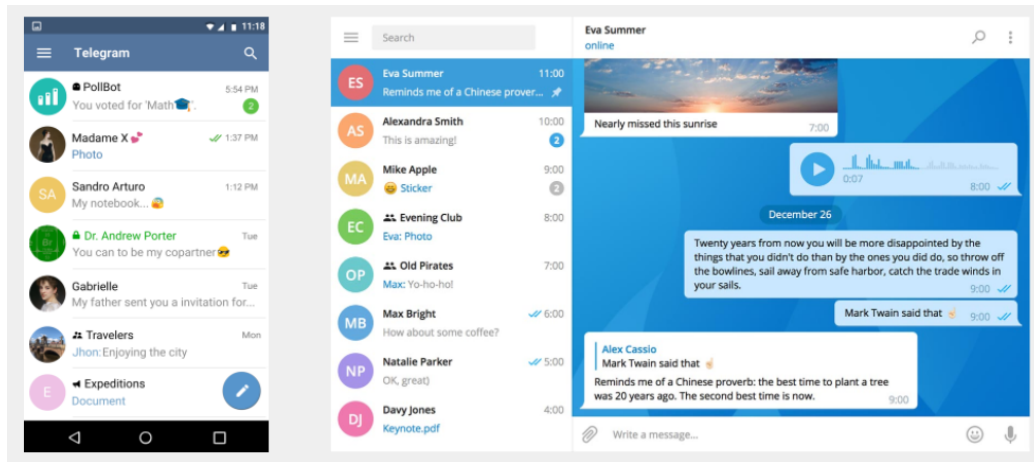 11:18
Telegram
PollBot 5:54 PM
You voted for 'Math🎓'. 2
Madame X 💕 1:37 PM
Photo
SA Sandro Arturo 1:12 PM
My notebook...
Dr. Andrew Porter Tue
You can to be my copartner😎
Gabrielle Tue
My father sent you a invitation for...
Travelers Mon
Jhon: Enjoying the city
E Expeditions
Document
Search
ES Eva Summer 11:00
Reminds me of a Chinese prover...
AS Alexandra Smith 10:00
This is amazing! 2
MA Mike Apple 9:00
Sticker 2
EC Evening Club 8:00
Eva: Photo
OP Old Pirates 7:00
Max: Yo-ho-ho!
MB Max Bright 6:00
How about some coffee?
NP Natalie Parker 5:00
OK, great)
DJ Davy Jones 4:00
Keynote.pdf
Eva Summer
online
Nearly missed this sunrise 7:00
0:07 8:00
December 26
Twenty years from now you will be more disappointed by the
things that you didn't do than by the ones you did do, so throw off
the bowlines, sail away from safe harbor, catch the trade winds in
your sails. 9:00
Mark Twain said that ☝ 9:00
Alex Cassio
Mark Twain said that ☝
Reminds me of a Chinese proverb: the best time to plant a tree
was 20 years ago. The second best time is now. 9:00
Write a message...